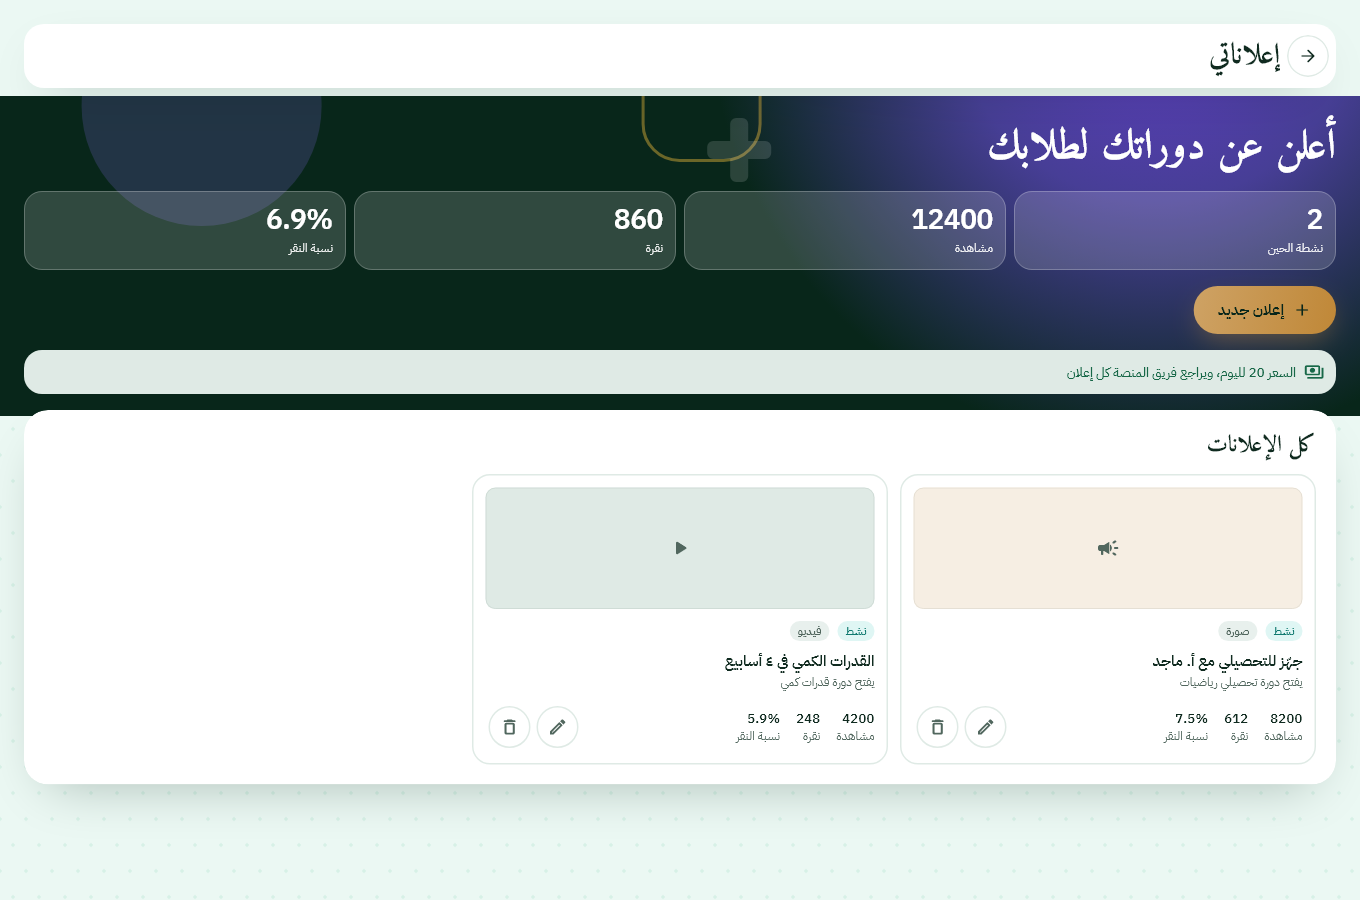 إعلاناتي
أعلن عن دوراتك لطلابك
2
نشطة الحين
12400
مشاهدة
860
نقرة
6.9%
نسبة النقر
إعلان جديد
السعر 20 لليوم، ويراجع فريق المنصة كل إعلان
كل الإعلانات
نشط
صورة
جهّز للتحصيلي مع أ. ماجد
يفتح دورة تحصيلي رياضيات
8200
مشاهدة
612
نقرة
7.5%
نسبة النقر
نشط
فيديو
القدرات الكمي في ٤ أسابيع
يفتح دورة قدرات كمي
4200
مشاهدة
248
نقرة
5.9%
نسبة النقر